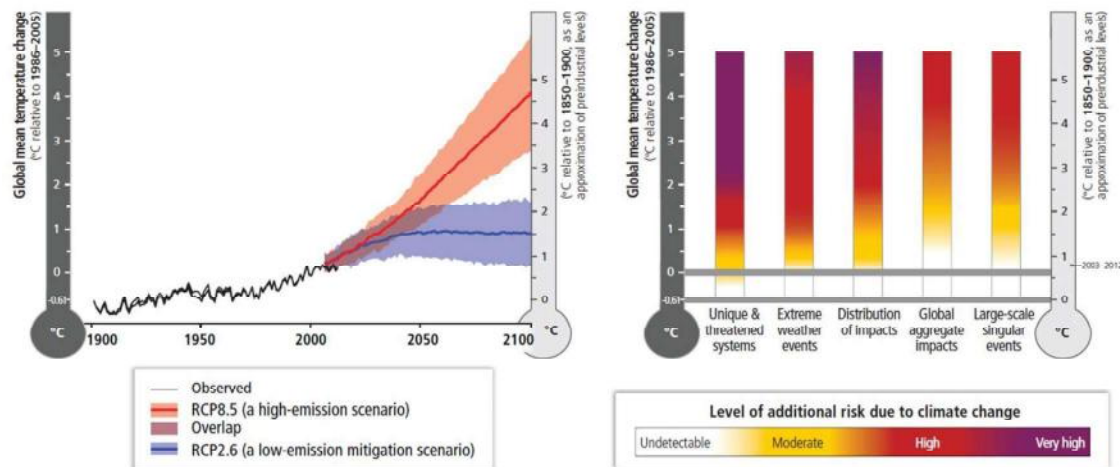 Global mean temperature change
(°C relative to 1986–2005)
5
4
3
2
1
0
-0.61
°C
(°C relative to 1850–1900, as an
approximation of preindustrial levels)
5
4
3
2
1
0
°C
1900
1950
2000
2050
2100
Observed
RCP8.5 (a high-emission scenario)
Overlap
RCP2.6 (a low-emission mitigation scenario)
Global mean temperature change
(°C relative to 1986–2005)
5
4
3
2
1
0
-0.61
°C
(°C relative to 1850–1900, as an
approximation of preindustrial levels)
5
4
3
2
1
0
°C
2003–2012
Unique &
threatened
systems
Extreme
weather
events
Distribution
of impacts
Global
aggregate
impacts
Large-scale
singular
events
Level of additional risk due to climate change
Undetectable
Moderate
High
Very high